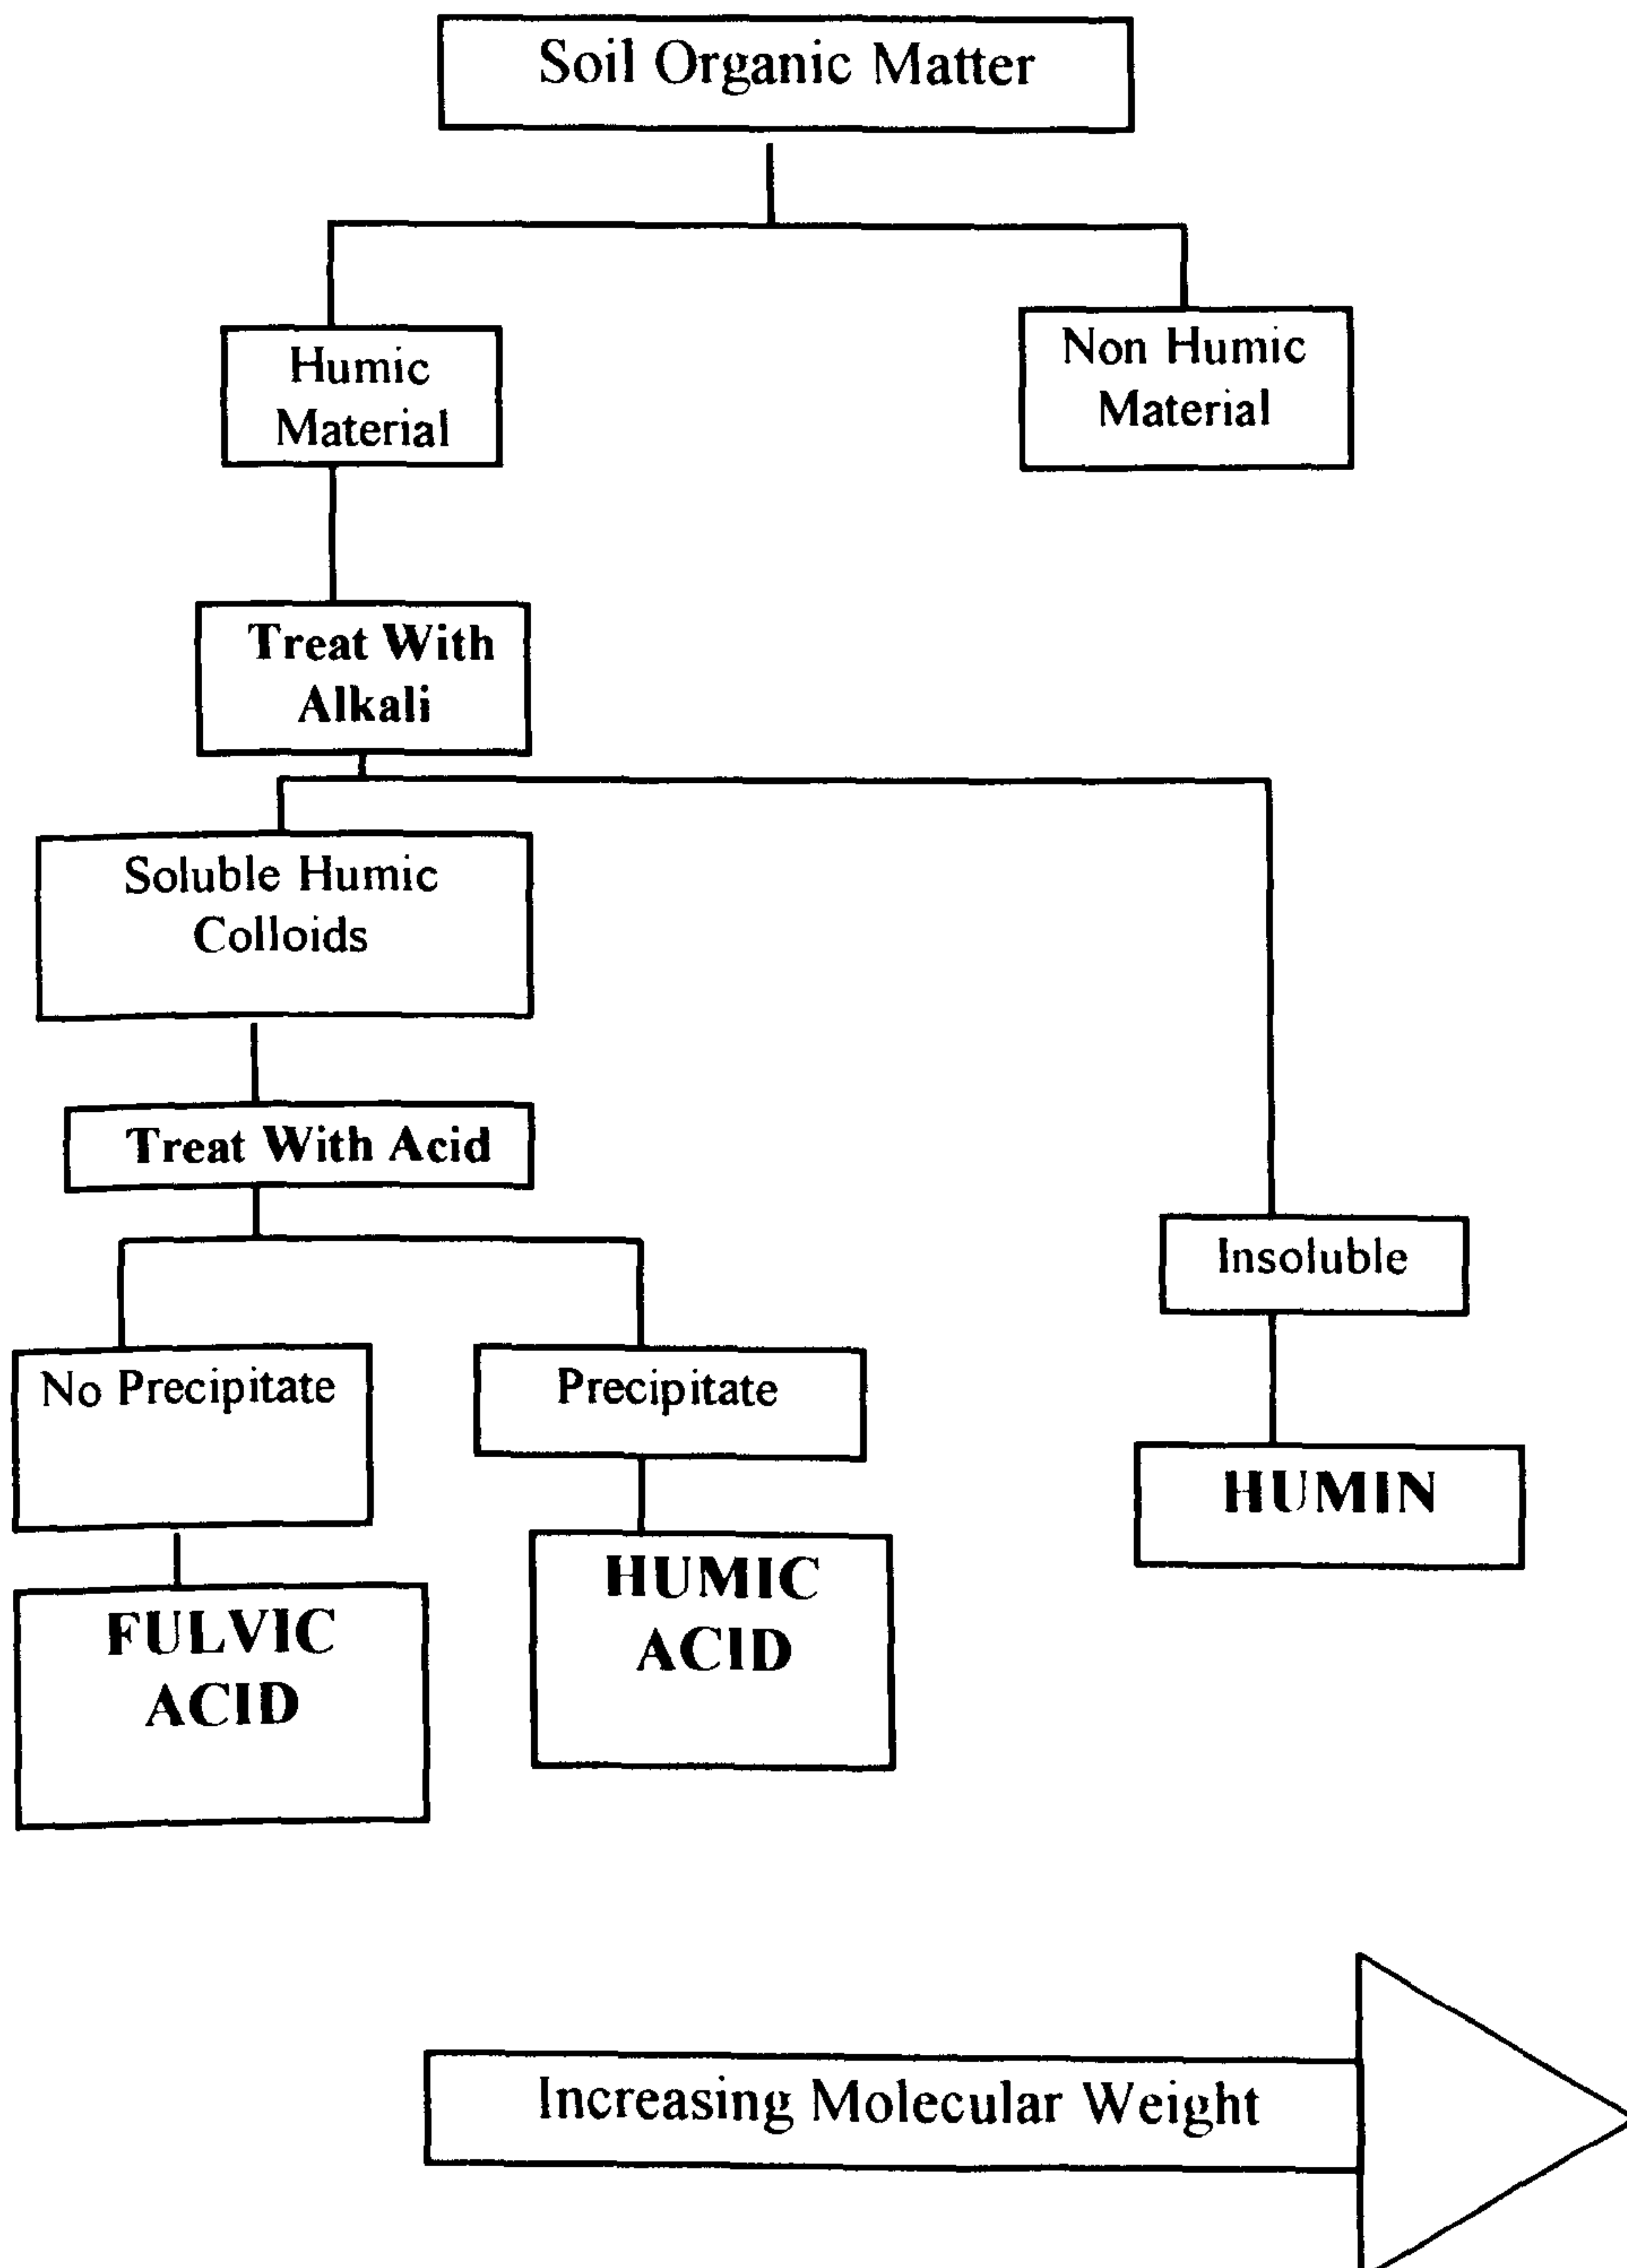 Soil Organic Matter
Humic
Material
Non Humic
Material
Treat With
Alkali
Soluble Humic
Colloids
Treat With Acid
Insoluble
No Precipitate
Precipitate
HUMIN
HUMIC
ACID
FULVIC
ACID
Increasing Molecular Weight